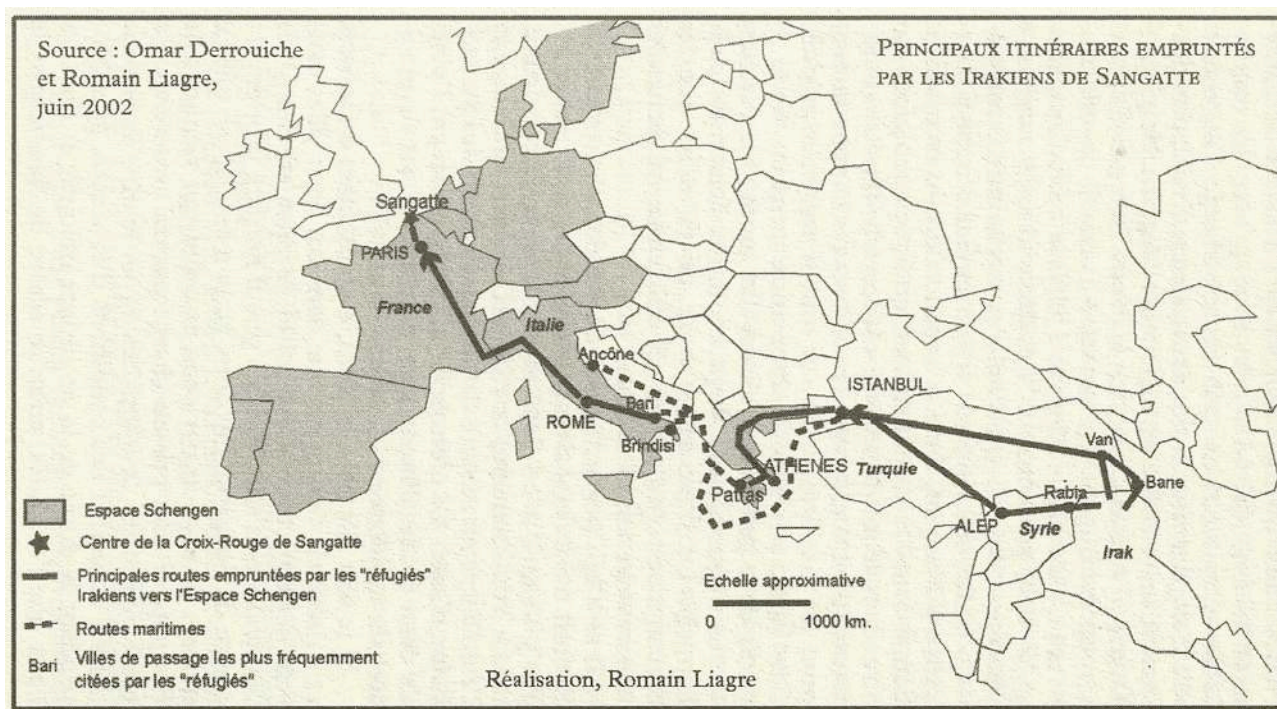 Source : Omar Derrouiche
et Romain Liagre,
juin 2002
PRINCIPAUX ITINÉRAIRES EMPRUNTÉS
PAR LES IRAKIENS DE SANGATTE
Sangatte
PARIS
France
Italie
Ancône
ROME
Bari
Brindisi
ISTANBUL
ATHENES
Patras
Turquie
Van
Bane
Rabia
ALEP
Syrie
Irak
Espace Schengen
Centre de la Croix-Rouge de Sangatte
Principales routes empruntées par les "réfugiés"
Irakiens vers l'Espace Schengen
Routes maritimes
Bari
Villes de passage les plus fréquemment
citées par les "réfugiés"
Echelle approximative
0 1000 km.
Réalisation, Romain Liagre